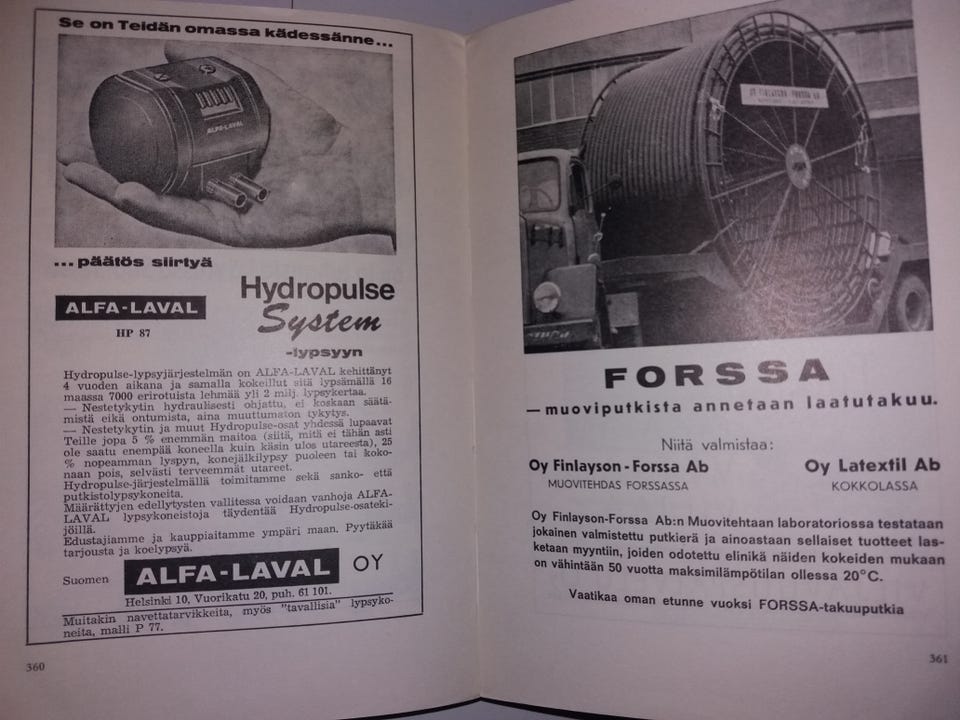 Se on Teidän omassa kädessänne...
ALFA-LAVAL
... päätös siirtyä
ALFA-LAVAL
HP 87
Hydropulse
System
-lypsyyn
Hydropulse-lypsyjärjestelmän on ALFA-LAVAL kehittänyt
4 vuoden aikana ja samalla kokeillut sitä lypsämällä 16
maassa 7000 erirotuista lehmää yli 2 milj. lypsykertaa.
— Nestetykytin hydraulisesti ohjattu, ei koskaan säätä-
mistä eikä ontumista, aina muuttumaton tykytys.
— Nestetykytin ja muut Hydropulse-osat yhdessä lupaavat
Teille jopa 5 % enemmän maitoa (siitä, mitä ei tähän asti
ole saatu enempää koneella kuin käsin ulos utareesta), 25
% nopeamman lyspyn, konejälkilypsy puoleen tai koko-
naan pois, selvästi terveemmät utareet.
Hydropulse-järjestelmällä toimitamme sekä sanko- että
putkistolypsykoneita.
Määrättyjen edellytysten vallitessa voidaan vanhoja ALFA-
LAVAL lypsykoneistoja täydentää Hydropulse-osateki-
jöillä.
Edustajiamme ja kauppiaitamme ympäri maan. Pyytäkää
tarjousta ja koelypsyä.
Suomen ALFA-LAVAL OY
Helsinki 10, Vuorikatu 20, puh. 61 101.
Muitakin navettatarvikkeita, myös "tavallisia" lypsyko-
neita, malli P 77.
360
OY FINLAYSON-FORSSA AB
FORSSA
—muoviputkista annetaan laatutakuu.
Niitä valmistaa:
Oy Finlayson-Forssa Ab
MUOVITEHDAS FORSSASSA
Oy Latextil Ab
KOKKOLASSA
Oy Finlayson-Forssa Ab:n Muovitehtaan laboratoriossa testataan
jokainen valmistettu putkierä ja ainoastaan sellaiset tuotteet las-
ketaan myyntiin, joiden odotettu elinikä näiden kokeiden mukaan
on vähintään 50 vuotta maksimilämpötilan ollessa 20°C.
Vaatikaa oman etunne vuoksi FORSSA-takuuputkia
361